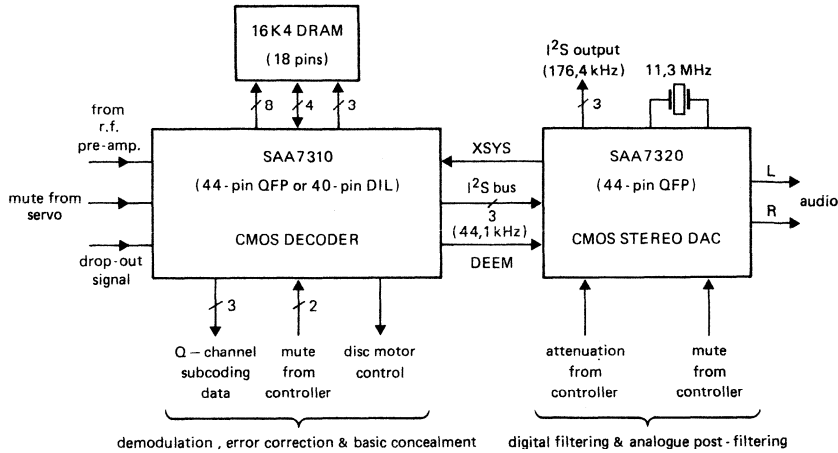 16K4 DRAM
(18 pins)
8
4
3
I²S output
(176,4 kHz)
3
11,3 MHz
from
r.f.
pre-amp.
mute from
servo
drop-out
signal
SAA7310
(44-pin QFP or 40-pin DIL)
CMOS DECODER
XSYS
I²S bus
3
(44,1 kHz)
DEEM
SAA7320
(44-pin QFP)
CMOS STEREO DAC
L
R
audio
3
2
Q – channel
subcoding
data
mute
from
controller
disc motor
control
attenuation
from
controller
mute
from
controller
demodulation , error correction & basic concealment
digital filtering & analogue post - filtering